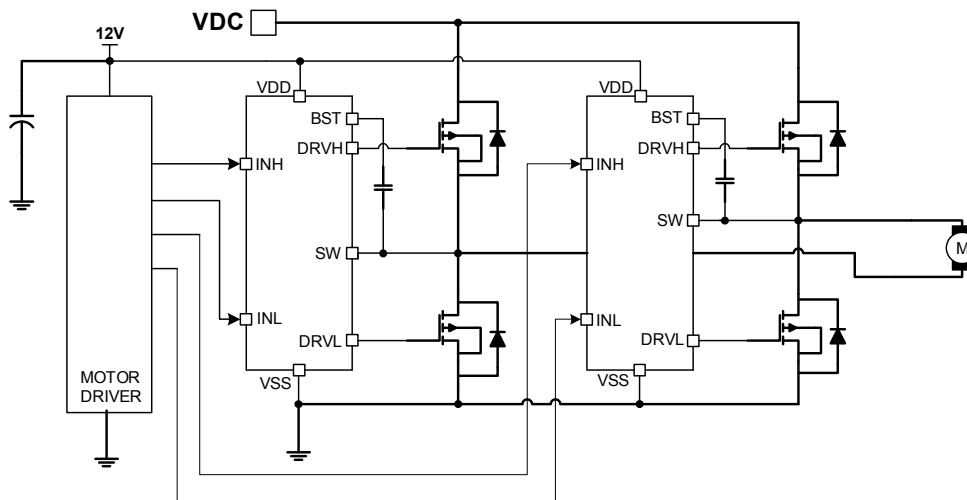 VDC
12V
VDD
VDD
BST
BST
DRVH
DRVH
INH
INH
SW
SW
INL
INL
DRVL
DRVL
VSS
VSS
MOTOR
DRIVER
M